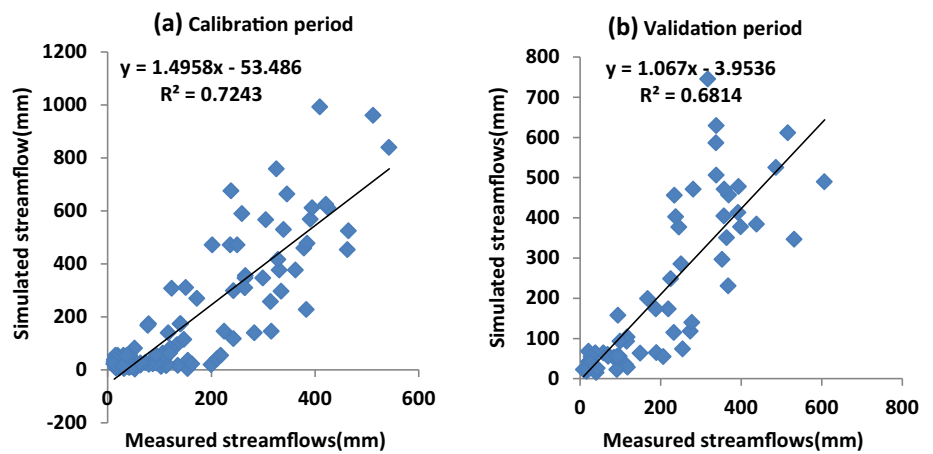 (a) Calibration period
y = 1.4958x - 53.486
R² = 0.7243
1200
1000
800
600
400
200
0
-200
0
200
400
600
Simulated streamflow(mm)
Measured streamflows(mm)
(b) Validation period
y = 1.067x - 3.9536
R² = 0.6814
800
700
600
500
400
300
200
100
0
0
200
400
600
800
Simulated streamflows(mm)
Measured streamflows(mm)